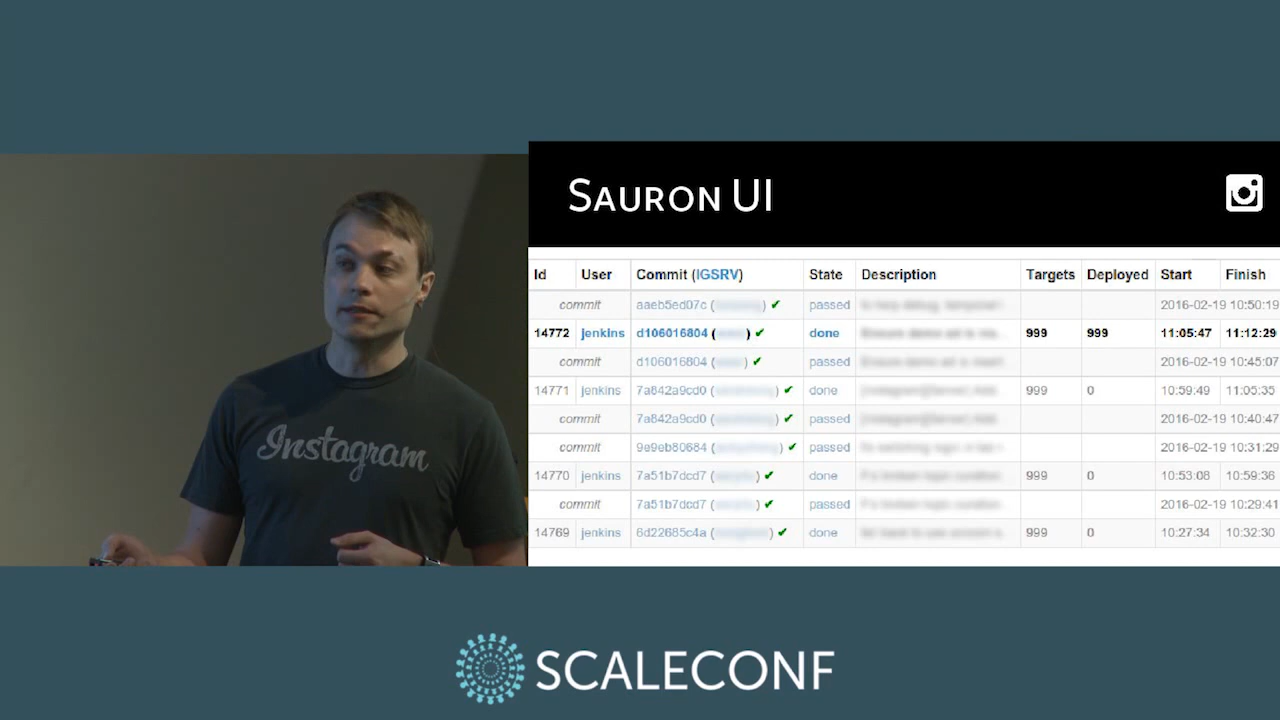 SAURON UI
Id User Commit (IGSRV) State Description Targets Deployed Start Finish
commit aaeb5ed07c ( ) ✔ passed 2016-02-19 10:50:19
14772 jenkins d106016804 ( ) ✔ done 999 999 11:05:47 11:12:29
commit d106016804 ( ) ✔ passed 2016-02-19 10:45:07
14771 jenkins 7a842a9cd0 ( ) ✔ done 999 0 10:59:49 11:05:35
commit 7a842a9cd0 ( ) ✔ passed 2016-02-19 10:40:47
commit 9e9eb80684 ( ) ✔ passed 2016-02-19 10:31:29
14770 jenkins 7a51b7dcd7 ( ) ✔ done 999 0 10:53:08 10:59:36
commit 7a51b7dcd7 ( ) ✔ passed 2016-02-19 10:29:41
14769 jenkins 6d22685c4a ( ) ✔ done 999 0 10:27:34 10:32:30
Instagram
SCALECONF